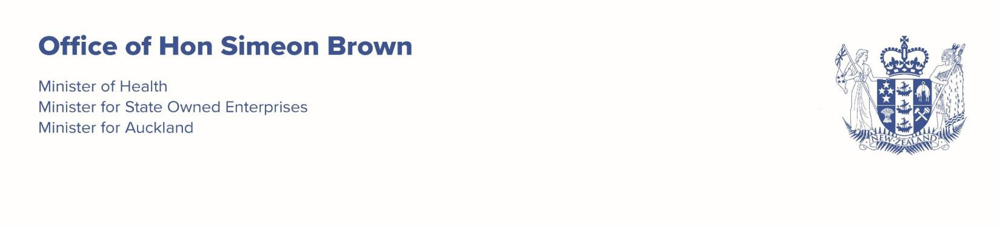 Office of Hon Simeon Brown
Minister of Health
Minister for State Owned Enterprises
Minister for Auckland
NEW ZEALAND